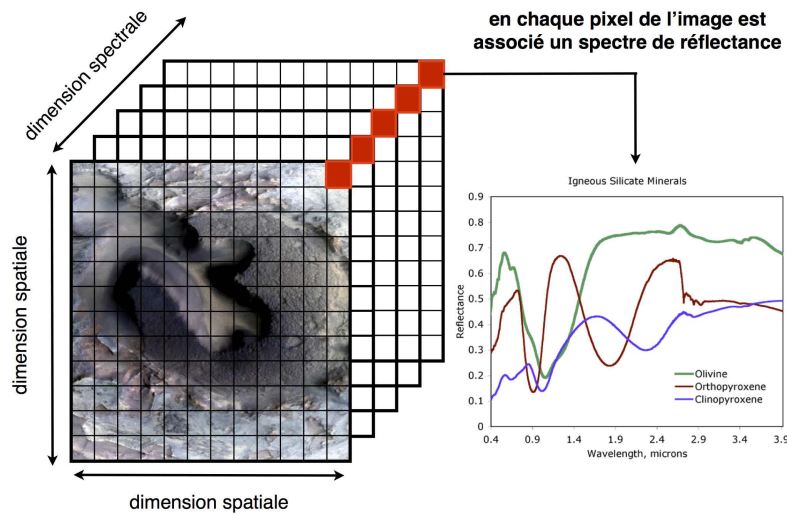 en chaque pixel de l'image est
associé un spectre de réflectance
dimension spectrale
dimension spatiale
dimension spatiale
Igneous Silicate Minerals
Reflectance
0.9
0.8
0.7
0.6
0.5
0.4
0.3
0.2
0.1
0
Olivine
Orthopyroxene
Clinopyroxene
0.4 0.9 1.4 1.9 2.4 2.9 3.4 3.9
Wavelength, microns